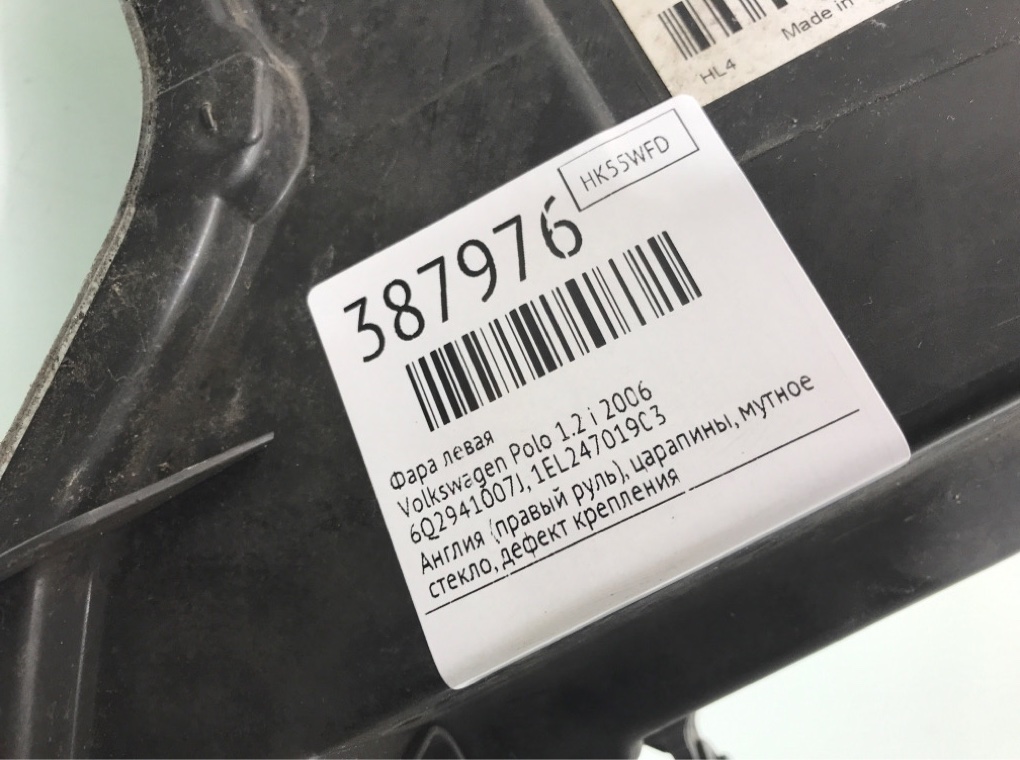 Made in
HL4
HK55WFD
387976
Фара левая
Volkswagen Polo 1.2 i 2006
6Q2941007J, 1EL247019C3
Англия (правый руль), царапины, мутное
стекло, дефект крепления